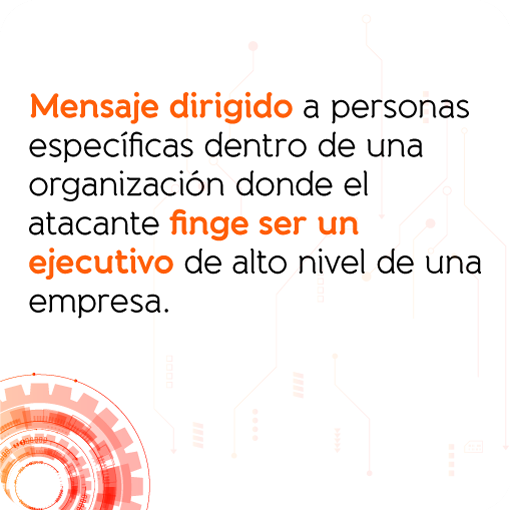 Mensaje dirigido a personas
específicas dentro de una
organización donde el
atacante finge ser un
ejecutivo de alto nivel de una
empresa.